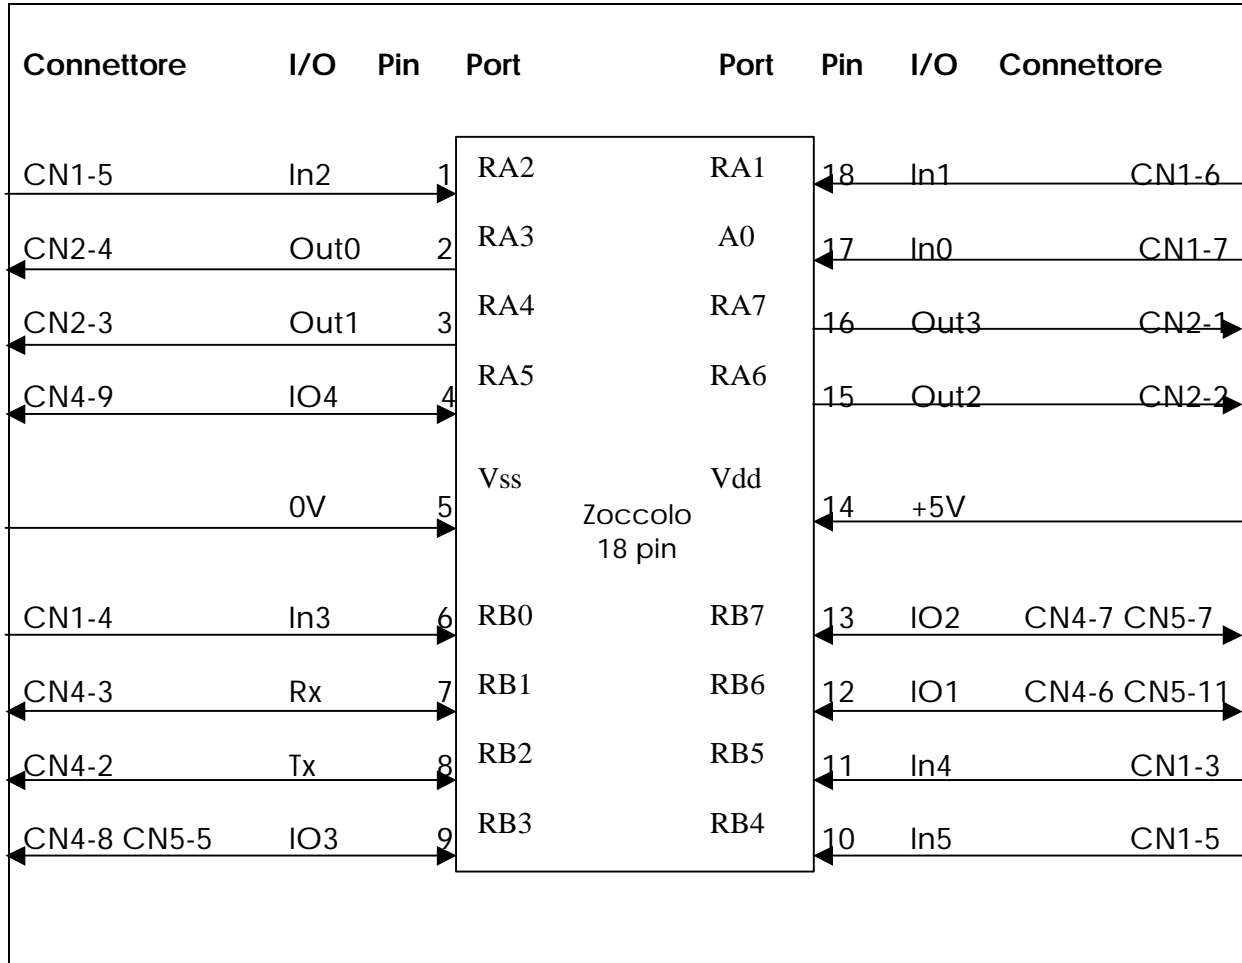 Connettore I/O Pin Port Port Pin I/O Connettore
CN1-5 In2 1 RA2 RA1 18 In1 CN1-6
CN2-4 Out0 2 RA3 A0 17 In0 CN1-7
CN2-3 Out1 3 RA4 RA7 16 Out3 CN2-1
CN4-9 IO4 4 RA5 RA6 15 Out2 CN2-2
0V 5 Vss Vdd 14 +5V
Zoccolo
18 pin
CN1-4 In3 6 RB0 RB7 13 IO2 CN4-7 CN5-7
CN4-3 Rx 7 RB1 RB6 12 IO1 CN4-6 CN5-11
CN4-2 Tx 8 RB2 RB5 11 In4 CN1-3
CN4-8 CN5-5 IO3 9 RB3 RB4 10 In5 CN1-5